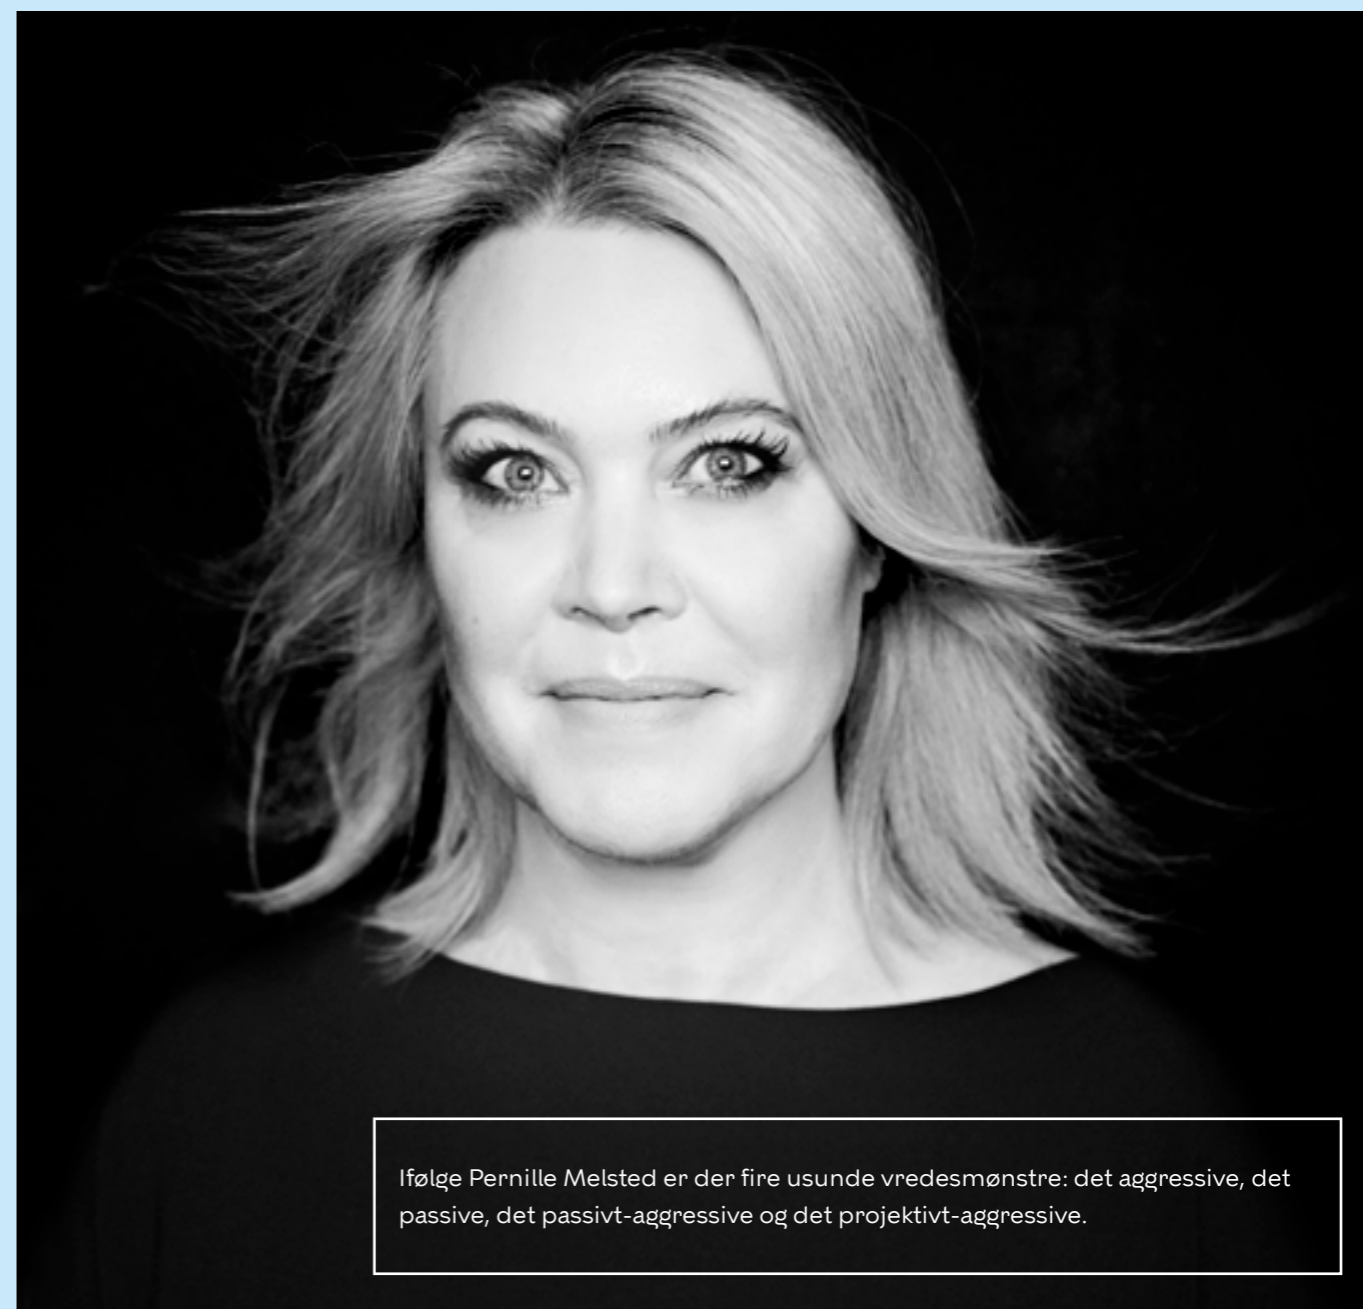 Ifølge Pernille Melsted er der fire usunde vredesmønstre: det aggressive, det
passive, det passivt-aggressive og det projektivt-aggressive.